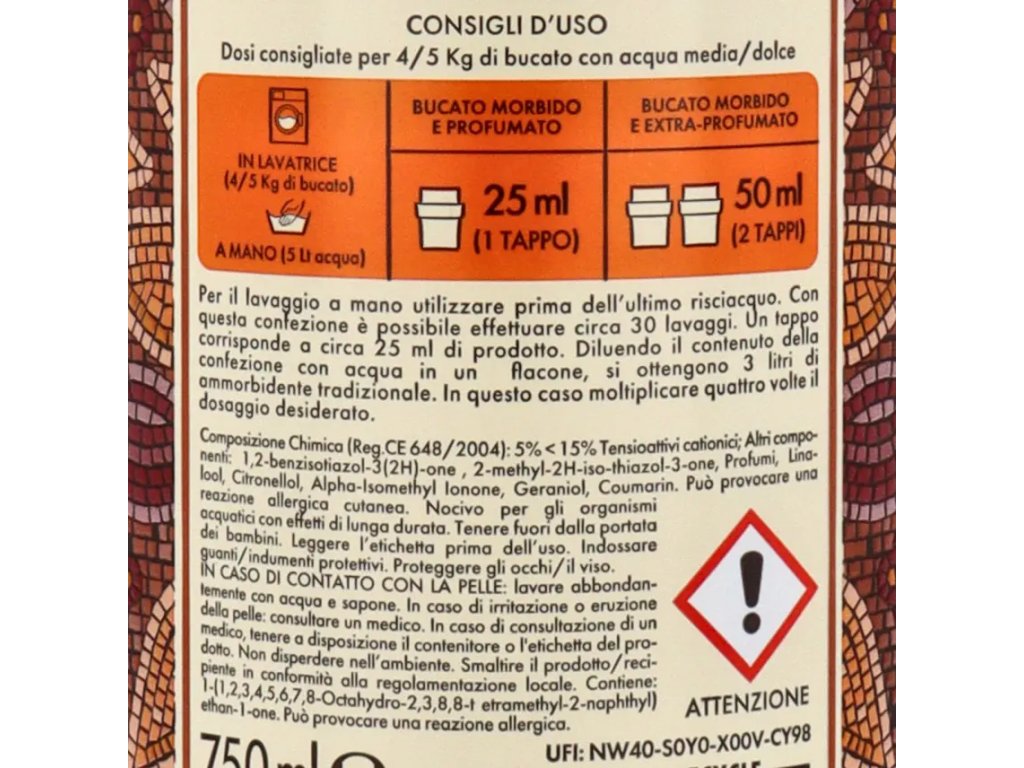 CONSIGLI D'USO
Dosi consigliate per 4/5 Kg di bucato con acqua media/dolce
IN LAVATRICE
(4/5 Kg di bucato)
A MANO (5 Lt acqua)
BUCATO MORBIDO
E PROFUMATO
25 ml
(1 TAPPO)
BUCATO MORBIDO
E EXTRA-PROFUMATO
50 ml
(2 TAPPI)
Per il lavaggio a mano utilizzare prima dell'ultimo risciacquo. Con
questa confezione è possibile effettuare circa 30 lavaggi. Un tappo
corrisponde a circa 25 ml di prodotto. Diluendo il contenuto della
confezione con acqua in un flacone, si ottengono 3 litri di
ammorbidente tradizionale. In questo caso moltiplicare quattro volte il
dosaggio desiderato.
Composizione Chimica (Reg.CE 648/2004): 5% < 15% Tensioattivi cationici; Altri compo-
nenti: 1,2-benzisotiazol-3(2H)-one , 2-methyl-2H-iso-thiazol-3-one, Profumi, Lina-
lool, Citronellol, Alpha-Isomethyl Ionone, Geraniol, Coumarin. Può provocare una
reazione allergica cutanea. Nocivo per gli organismi
acquatici con effetti di lunga durata. Tenere fuori dalla portata
dei bambini. Leggere l'etichetta prima dell'uso. Indossare
guanti/indumenti protettivi. Proteggere gli occhi/il viso.
IN CASO DI CONTATTO CON LA PELLE: lavare abbondan-
temente con acqua e sapone. In caso di irritazione o eruzione
della pelle: consultare un medico. In caso di consultazione di un
medico, tenere a disposizione il contenitore o l'etichetta del pro-
dotto. Non disperdere nell'ambiente. Smaltire il prodotto/reci-
piente in conformità alla regolamentazione locale. Contiene:
1-(1,2,3,4,5,6,7,8-Octahydro-2,3,8,8-t etramethyl-2-naphthyl)
ethan-1-one. Può provocare una reazione allergica.
ATTENZIONE
UFI: NW40-S0Y0-X00V-CY98
750 ml